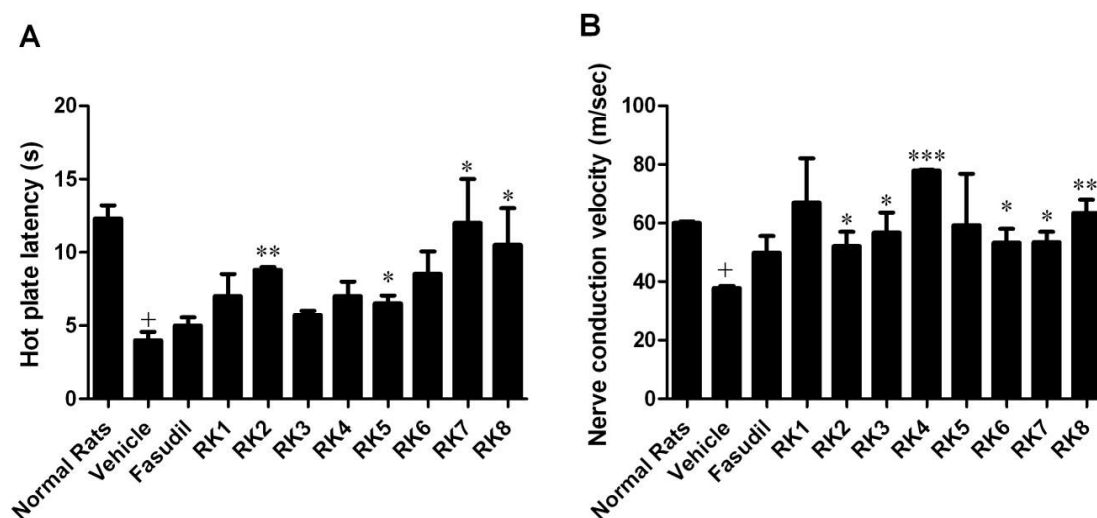 A
Hot plate latency (s)
20
15
10
5
0
+
**
*
*
*
Normal Rats
Vehicle
Fasudil
RK1
RK2
RK3
RK4
RK5
RK6
RK7
RK8
B
Nerve conduction velocity (m/sec)
100
80
60
40
20
0
+
*
*
***
*
*
**
Normal Rats
Vehicle
Fasudil
RK1
RK2
RK3
RK4
RK5
RK6
RK7
RK8